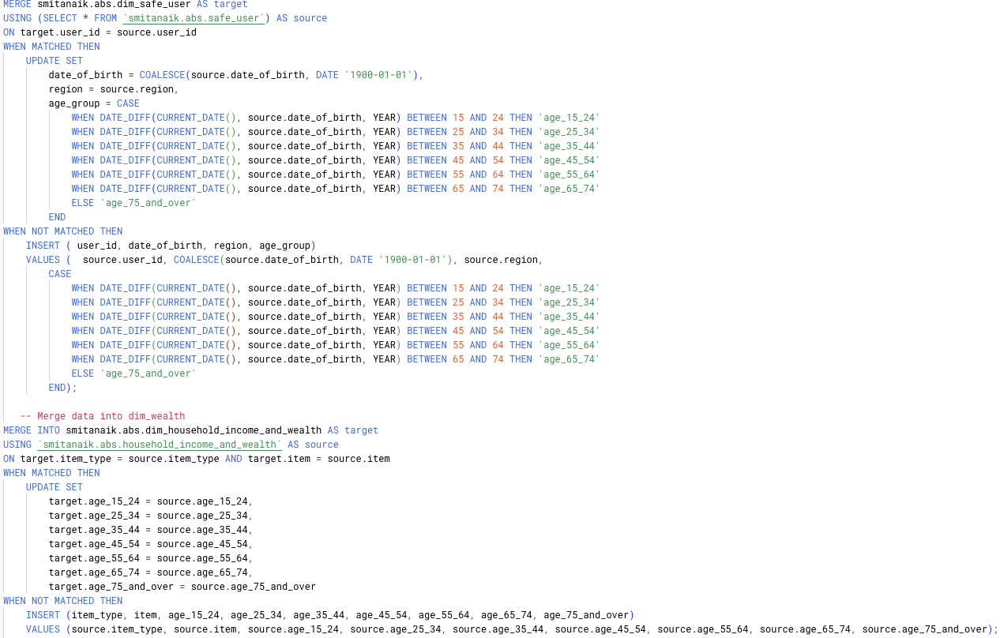 MERGE smitanaik.abs.dim_safe_user AS target
USING (SELECT * FROM `smitanaik.abs.safe_user`) AS source
ON target.user_id = source.user_id
WHEN MATCHED THEN
    UPDATE SET
        date_of_birth = COALESCE(source.date_of_birth, DATE '1900-01-01'),
        region = source.region,
        age_group = CASE
            WHEN DATE_DIFF(CURRENT_DATE(), source.date_of_birth, YEAR) BETWEEN 15 AND 24 THEN 'age_15_24'
            WHEN DATE_DIFF(CURRENT_DATE(), source.date_of_birth, YEAR) BETWEEN 25 AND 34 THEN 'age_25_34'
            WHEN DATE_DIFF(CURRENT_DATE(), source.date_of_birth, YEAR) BETWEEN 35 AND 44 THEN 'age_35_44'
            WHEN DATE_DIFF(CURRENT_DATE(), source.date_of_birth, YEAR) BETWEEN 45 AND 54 THEN 'age_45_54'
            WHEN DATE_DIFF(CURRENT_DATE(), source.date_of_birth, YEAR) BETWEEN 55 AND 64 THEN 'age_55_64'
            WHEN DATE_DIFF(CURRENT_DATE(), source.date_of_birth, YEAR) BETWEEN 65 AND 74 THEN 'age_65_74'
            ELSE 'age_75_and_over'
        END
WHEN NOT MATCHED THEN
    INSERT ( user_id, date_of_birth, region, age_group)
    VALUES (  source.user_id, COALESCE(source.date_of_birth, DATE '1900-01-01'), source.region,
        CASE
            WHEN DATE_DIFF(CURRENT_DATE(), source.date_of_birth, YEAR) BETWEEN 15 AND 24 THEN 'age_15_24'
            WHEN DATE_DIFF(CURRENT_DATE(), source.date_of_birth, YEAR) BETWEEN 25 AND 34 THEN 'age_25_34'
            WHEN DATE_DIFF(CURRENT_DATE(), source.date_of_birth, YEAR) BETWEEN 35 AND 44 THEN 'age_35_44'
            WHEN DATE_DIFF(CURRENT_DATE(), source.date_of_birth, YEAR) BETWEEN 45 AND 54 THEN 'age_45_54'
            WHEN DATE_DIFF(CURRENT_DATE(), source.date_of_birth, YEAR) BETWEEN 55 AND 64 THEN 'age_55_64'
            WHEN DATE_DIFF(CURRENT_DATE(), source.date_of_birth, YEAR) BETWEEN 65 AND 74 THEN 'age_65_74'
            ELSE 'age_75_and_over'
        END);

   -- Merge data into dim_wealth
MERGE INTO smitanaik.abs.dim_household_income_and_wealth AS target
USING `smitanaik.abs.household_income_and_wealth` AS source
ON target.item_type = source.item_type AND target.item = source.item
WHEN MATCHED THEN
    UPDATE SET
        target.age_15_24 = source.age_15_24,
        target.age_25_34 = source.age_25_34,
        target.age_35_44 = source.age_35_44,
        target.age_45_54 = source.age_45_54,
        target.age_55_64 = source.age_55_64,
        target.age_65_74 = source.age_65_74,
        target.age_75_and_over = source.age_75_and_over
WHEN NOT MATCHED THEN
    INSERT (item_type, item, age_15_24, age_25_34, age_35_44, age_45_54, age_55_64, age_65_74, age_75_and_over)
    VALUES (source.item_type, source.item, source.age_15_24, source.age_25_34, source.age_35_44, source.age_45_54, source.age_55_64, source.age_65_74, source.age_75_and_over);